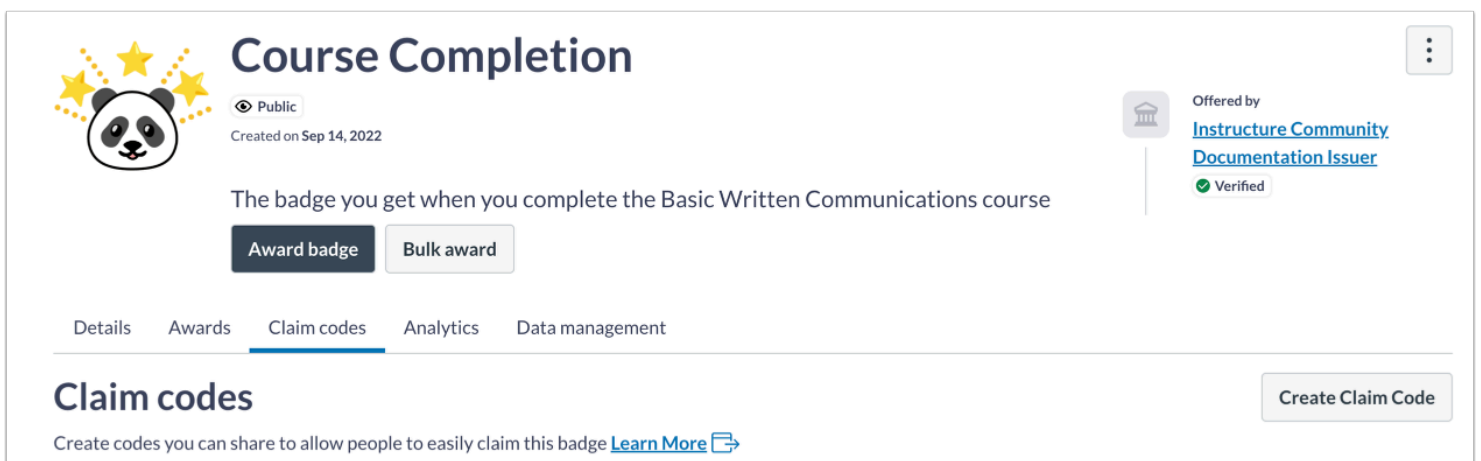 Course Completion
Public
Created on Sep 14, 2022
Offered by
Instructure Community
Documentation Issuer
Verified
The badge you get when you complete the Basic Written Communications course
Award badge Bulk award
Details Awards Claim codes Analytics Data management
Claim codes
Create Claim Code
Create codes you can share to allow people to easily claim this badge Learn More